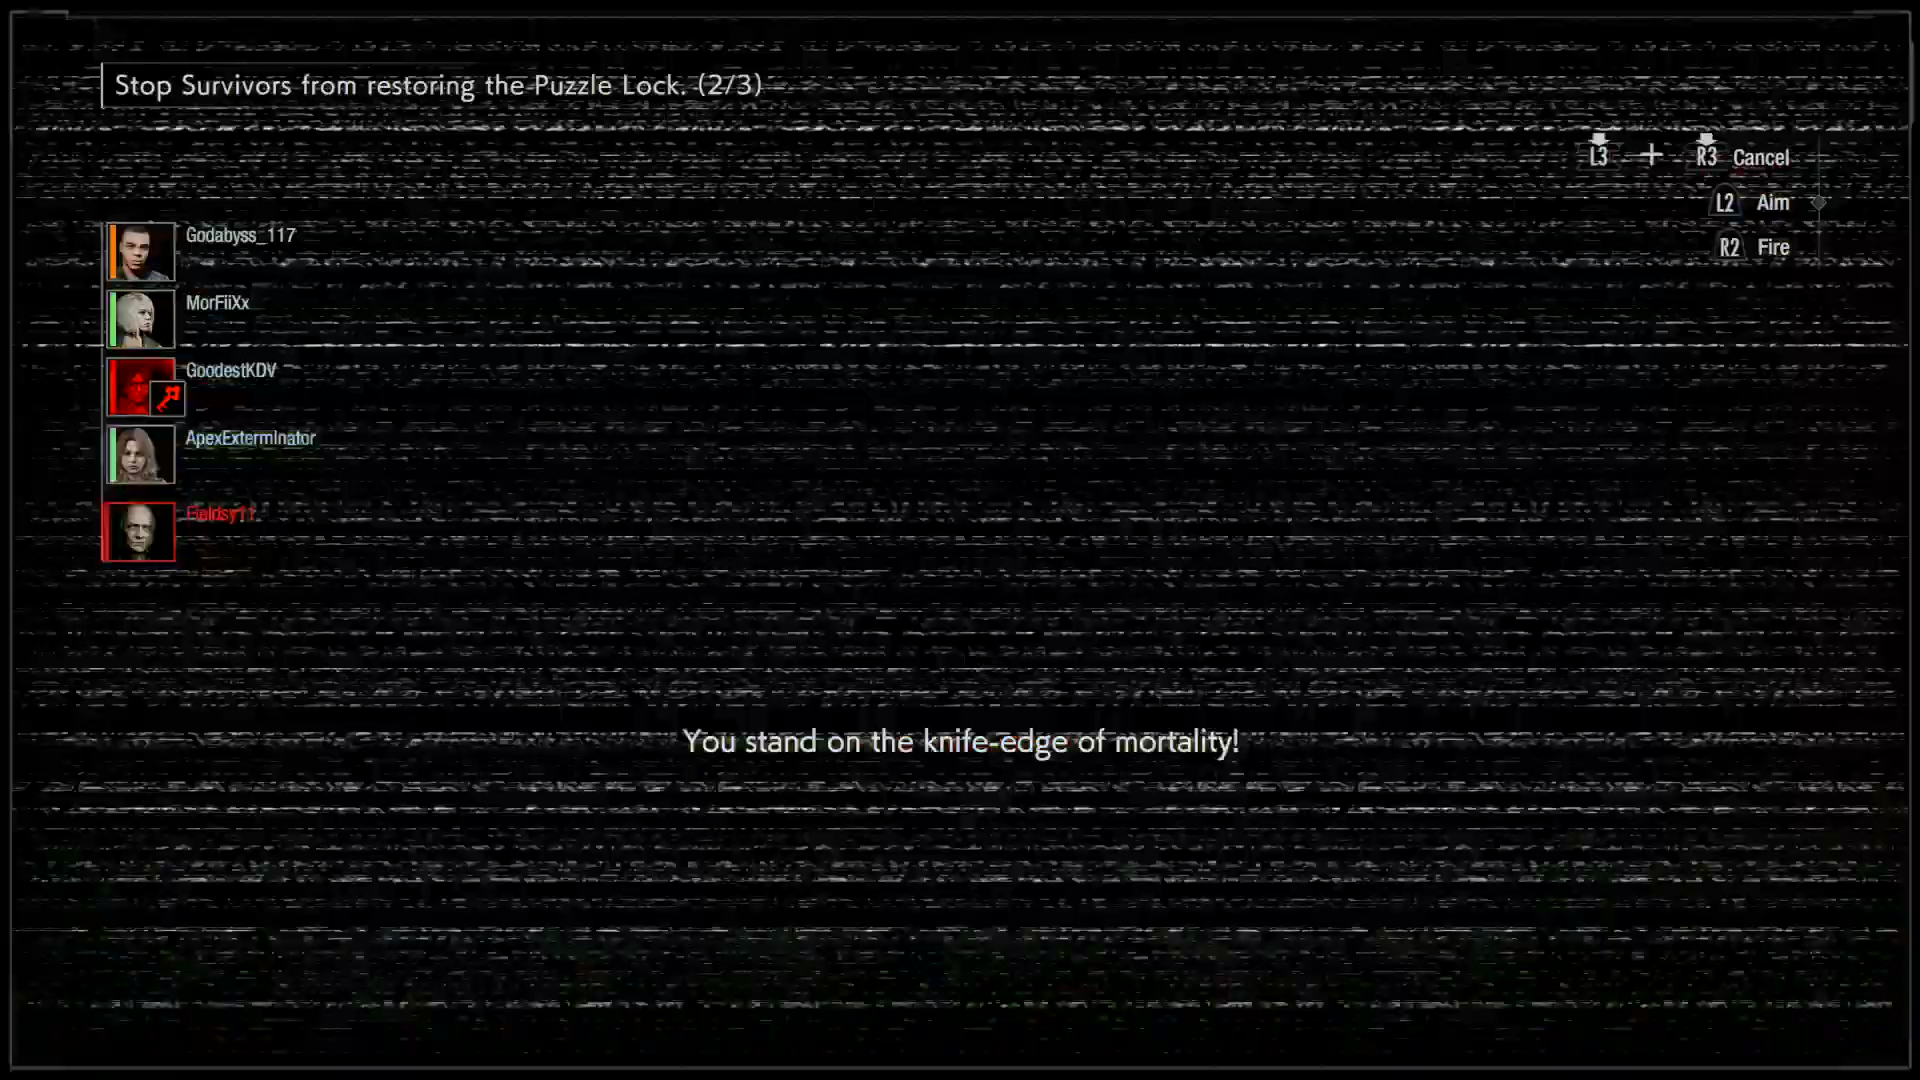 Stop Survivors from restoring the Puzzle Lock. (2/3)
L3 + R3 Cancel
L2 Aim
R2 Fire
Godabyss_117
MorFiiXx
GoodestKDV
ApexExtermInator
You stand on the knife-edge of mortality!